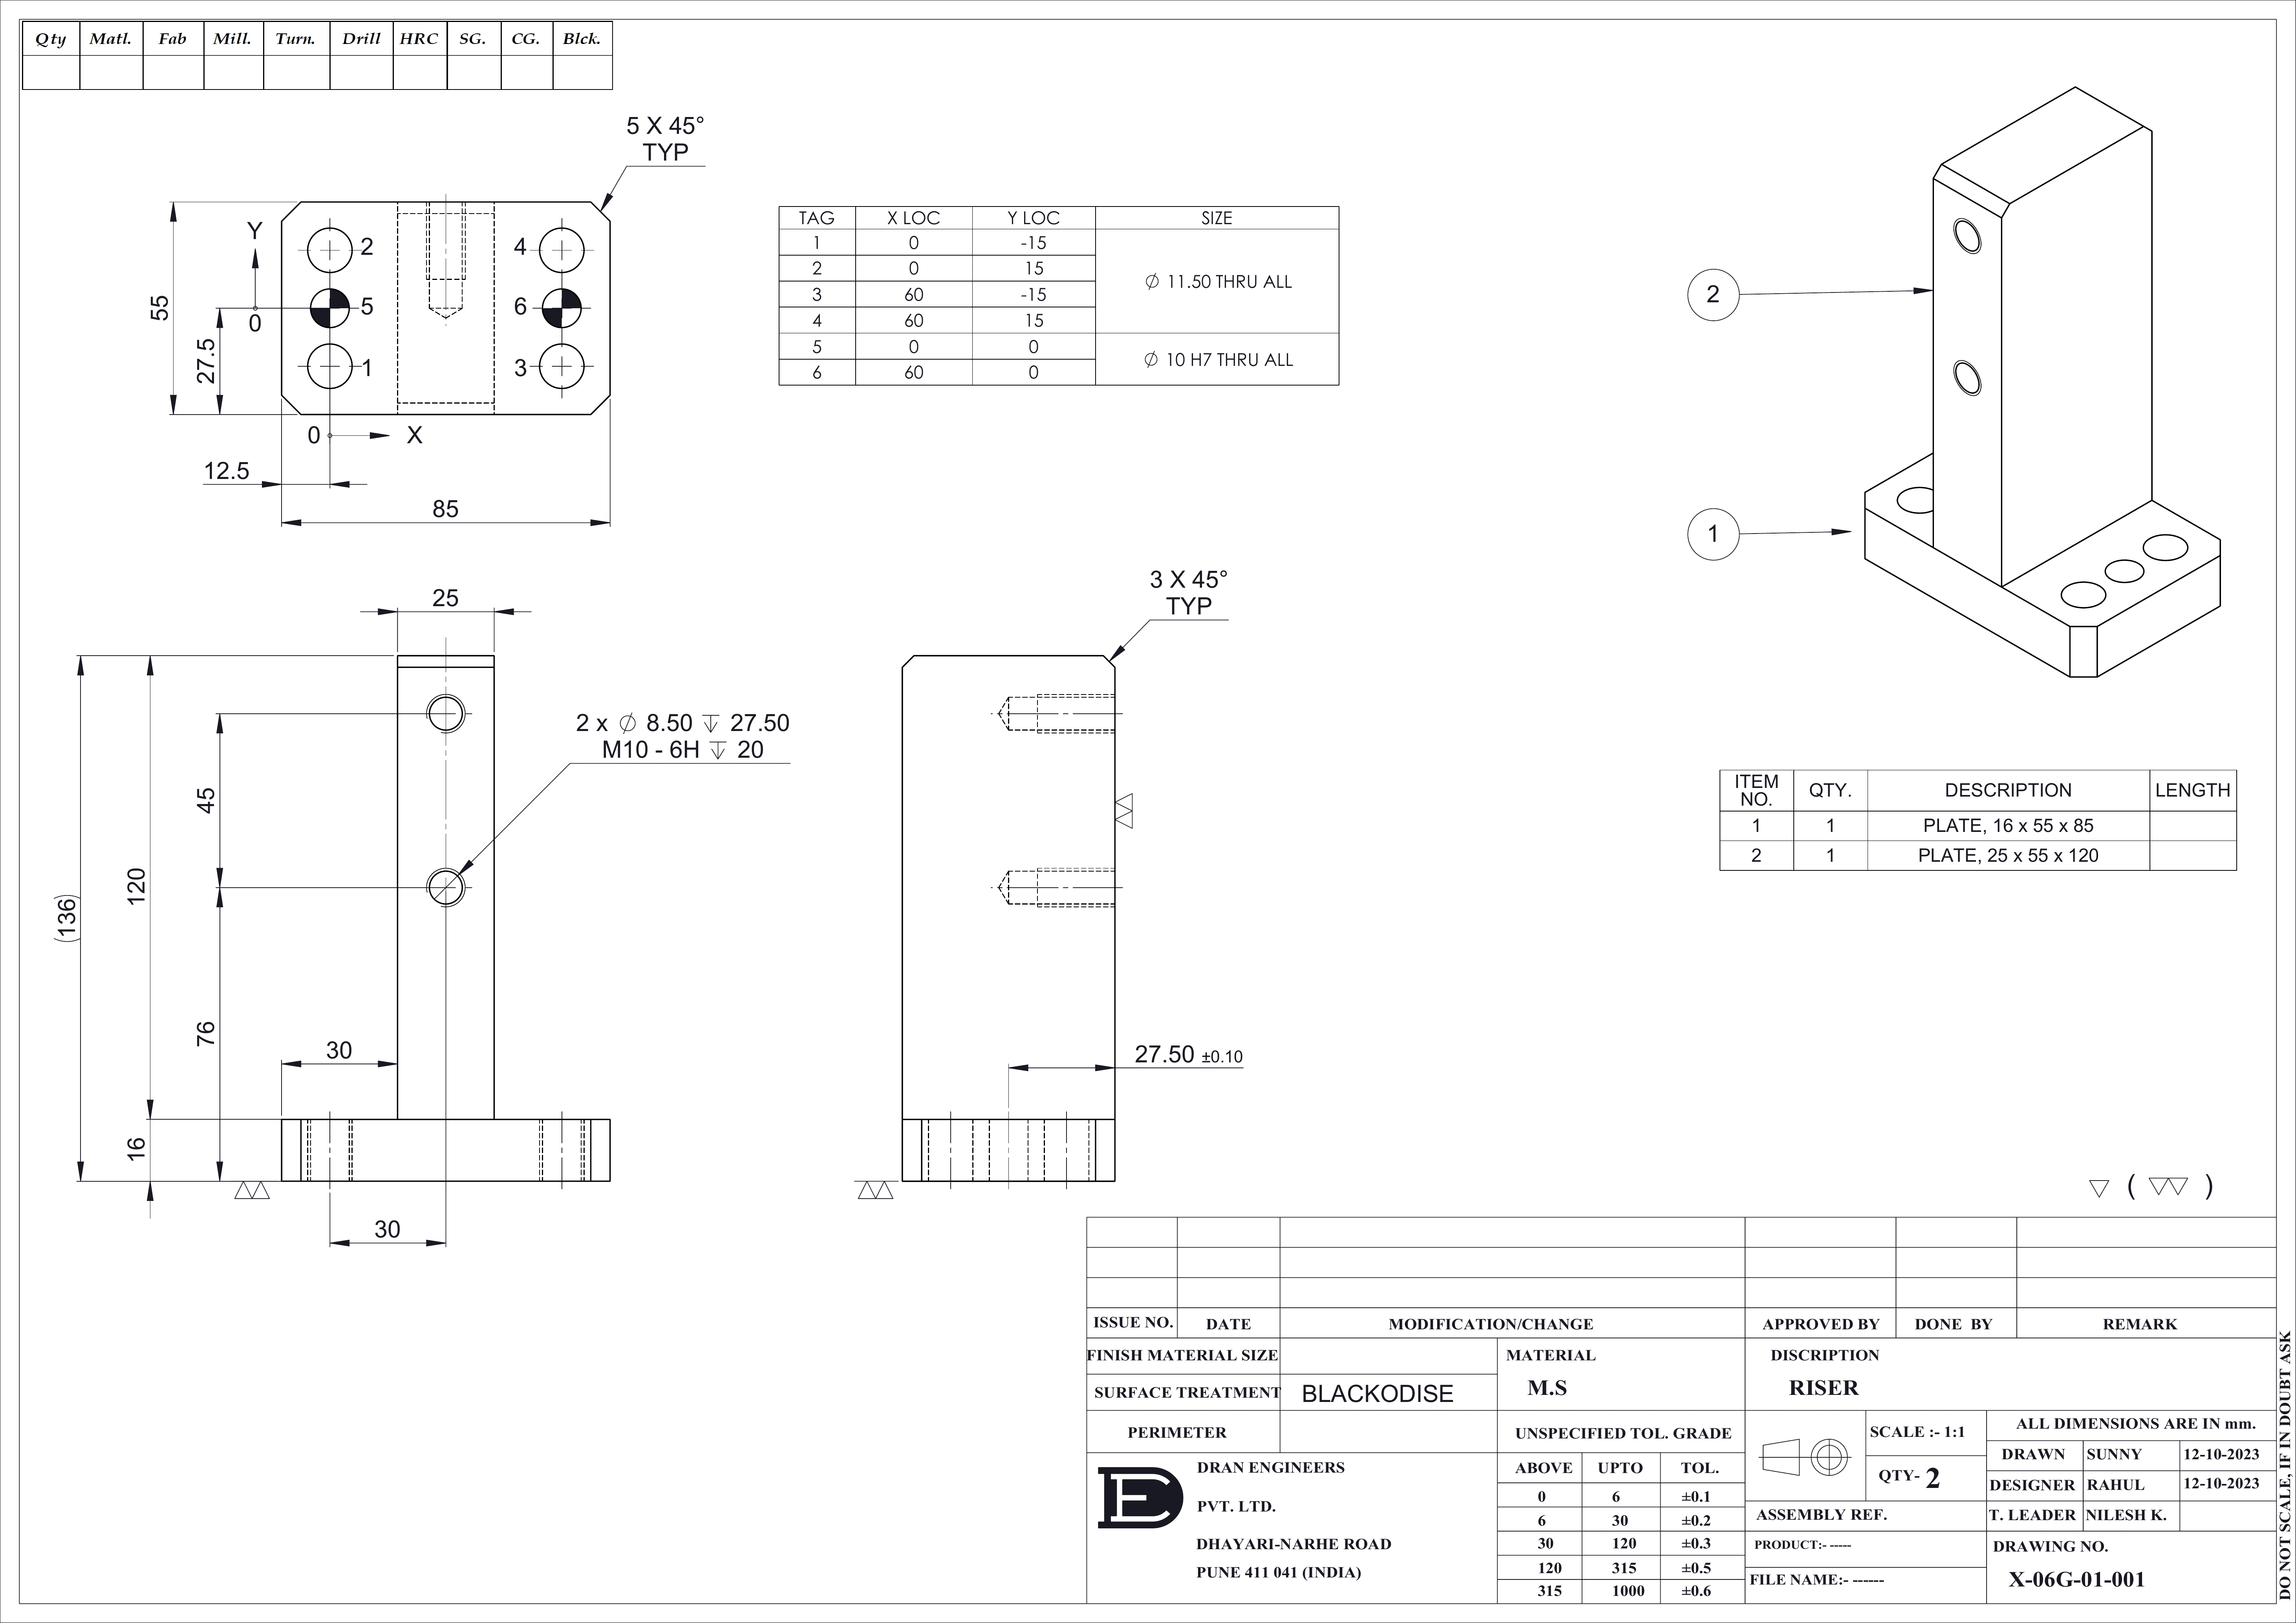 Qty Matl. Fab Mill. Turn. Drill HRC SG. CG. Blck.
5 X 45°
TYP
Y
2
4
5
6
0
1
3
55
27.5
0
X
12.5
85
TAG X LOC Y LOC SIZE
1 0 -15
2 0 15
⌀ 11.50 THRU ALL
3 60 -15
4 60 15
5 0 0
⌀ 10 H7 THRU ALL
6 60 0
2
1
25
2 x ⌀ 8.50 ↧ 27.50
M10 - 6H ↧ 20
45
120
(136)
76
30
16
30
3 X 45°
TYP
27.50 ±0.10
ITEM NO. QTY. DESCRIPTION LENGTH
1 1 PLATE, 16 x 55 x 85
2 1 PLATE, 25 x 55 x 120
( )
ISSUE NO. DATE MODIFICATION/CHANGE APPROVED BY DONE BY REMARK
FINISH MATERIAL SIZE
SURFACE TREATMENT BLACKODISE
PERIMETER
MATERIAL
M.S
DISCRIPTION
RISER
UNSPECIFIED TOL. GRADE
ABOVE UPTO TOL.
0 6 ±0.1
6 30 ±0.2
30 120 ±0.3
120 315 ±0.5
315 1000 ±0.6
DRAN ENGINEERS
PVT. LTD.
DHAYARI-NARHE ROAD
PUNE 411 041 (INDIA)
SCALE :- 1:1
QTY- 2
ALL DIMENSIONS ARE IN mm.
DRAWN SUNNY 12-10-2023
DESIGNER RAHUL 12-10-2023
T. LEADER NILESH K.
ASSEMBLY REF.
PRODUCT:- -----
FILE NAME:- ------
DRAWING NO.
X-06G-01-001
DO NOT SCALE, IF IN DOUBT ASK